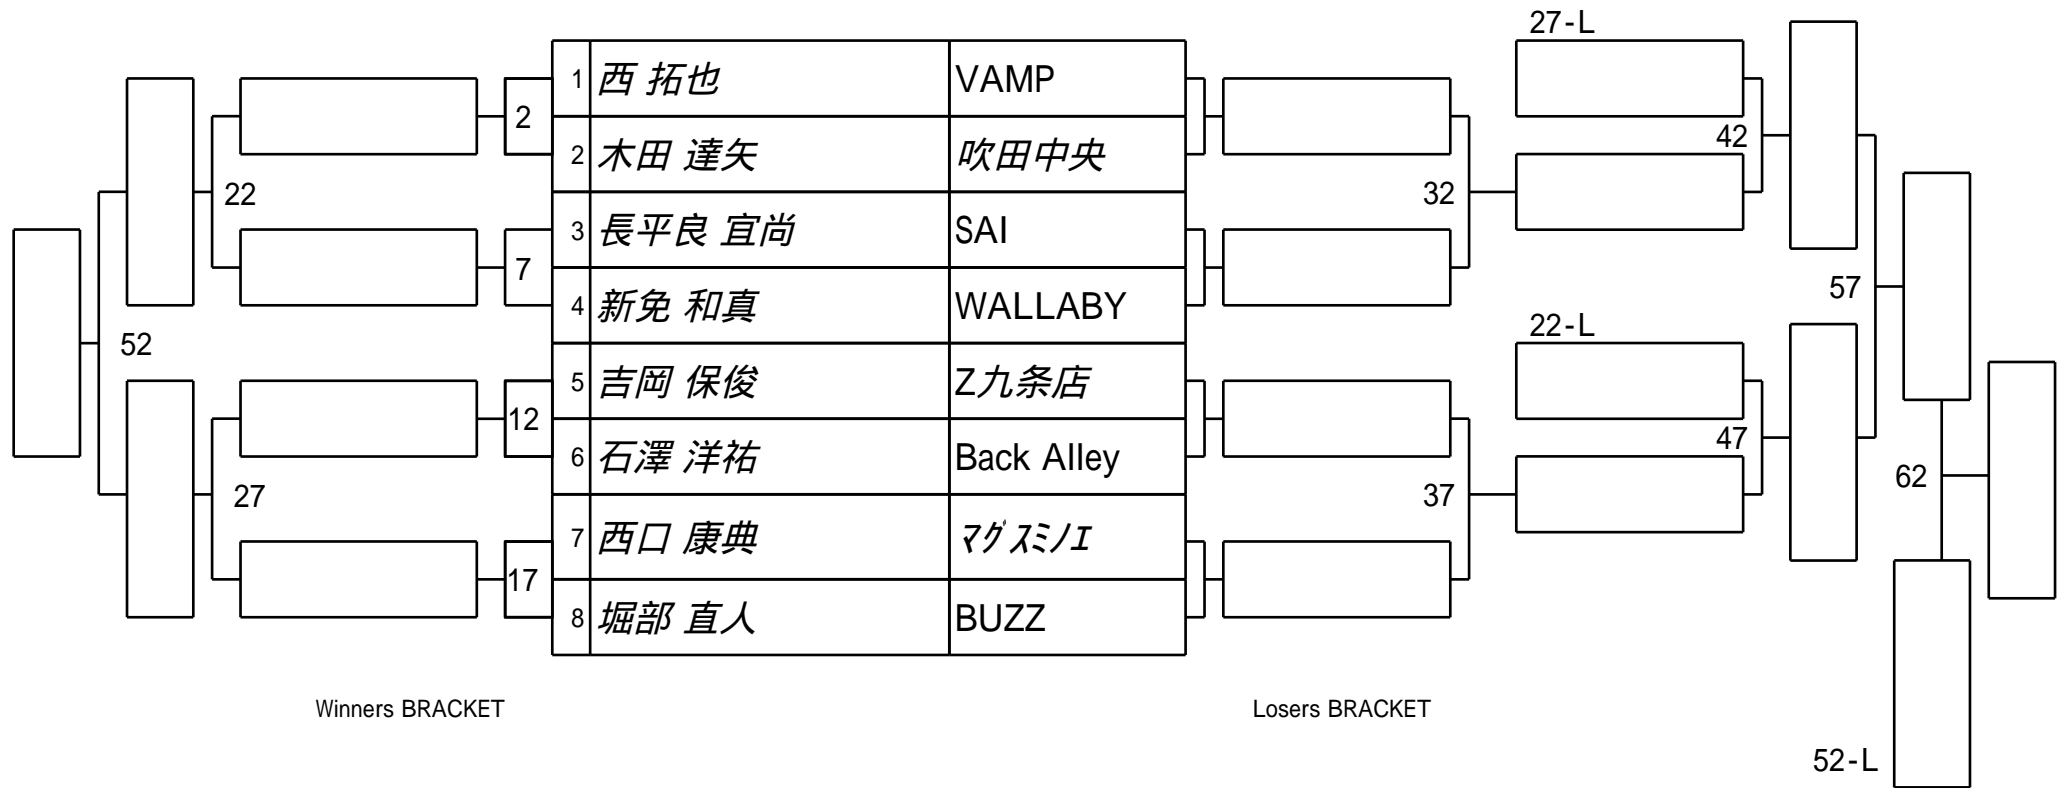 27-L
1 西 拓也 VAMP
2
42
2 木田 達矢 吹田中央
22
32
3 長平良 宜尚 SAI
7
57
4 新免 和真 WALLABY
22-L
52
5 吉岡 保俊 Z九条店
12
47
6 石澤 洋祐 Back Alley
62
27
37
7 西口 康典 ﾏｸﾞｽﾐﾉｴ
17
8 堀部 直人 BUZZ
Winners BRACKET
Losers BRACKET
52-L